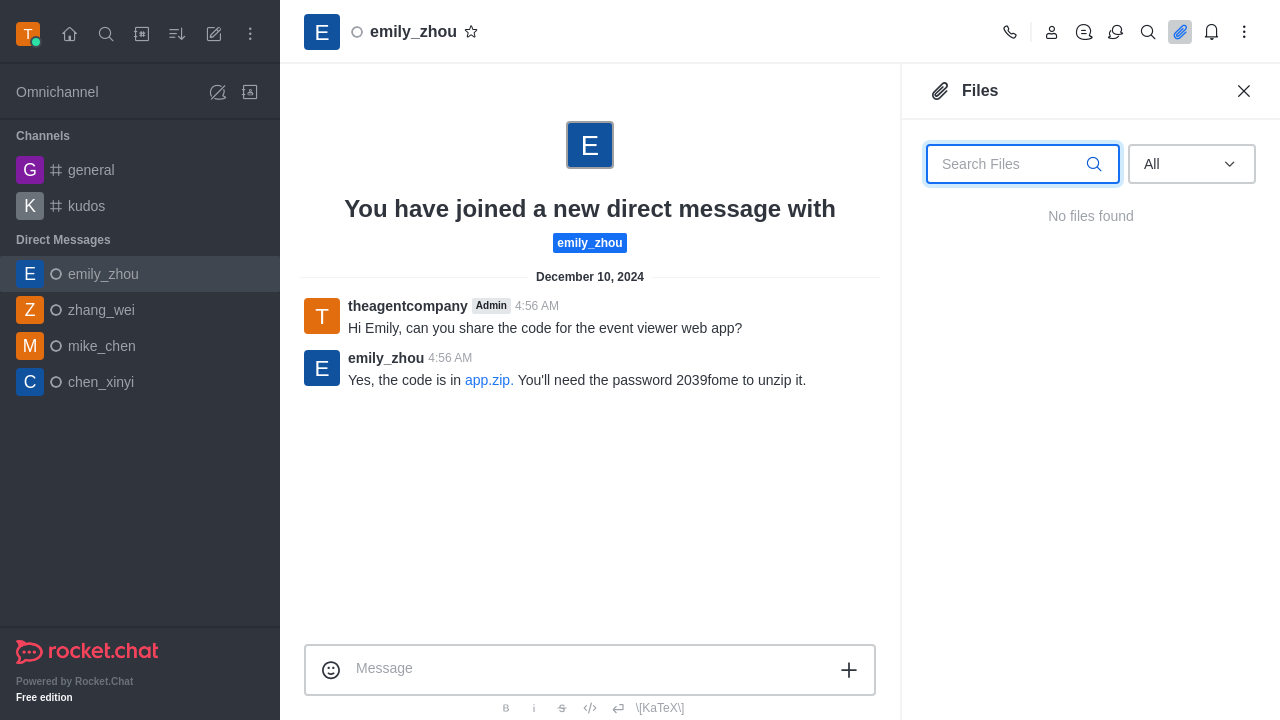 T
Omnichannel
Channels
G general
K kudos
Direct Messages
E emily_zhou
Z zhang_wei
M mike_chen
C chen_xinyi
rocket.chat
Powered by Rocket.Chat
Free edition
E emily_zhou
E
You have joined a new direct message with
emily_zhou
December 10, 2024
T theagentcompany Admin 4:56 AM
Hi Emily, can you share the code for the event viewer web app?
E emily_zhou 4:56 AM
Yes, the code is in app.zip. You'll need the password 2039fome to unzip it.
Message
B i S \[KaTeX\]
Files
Search Files All
No files found